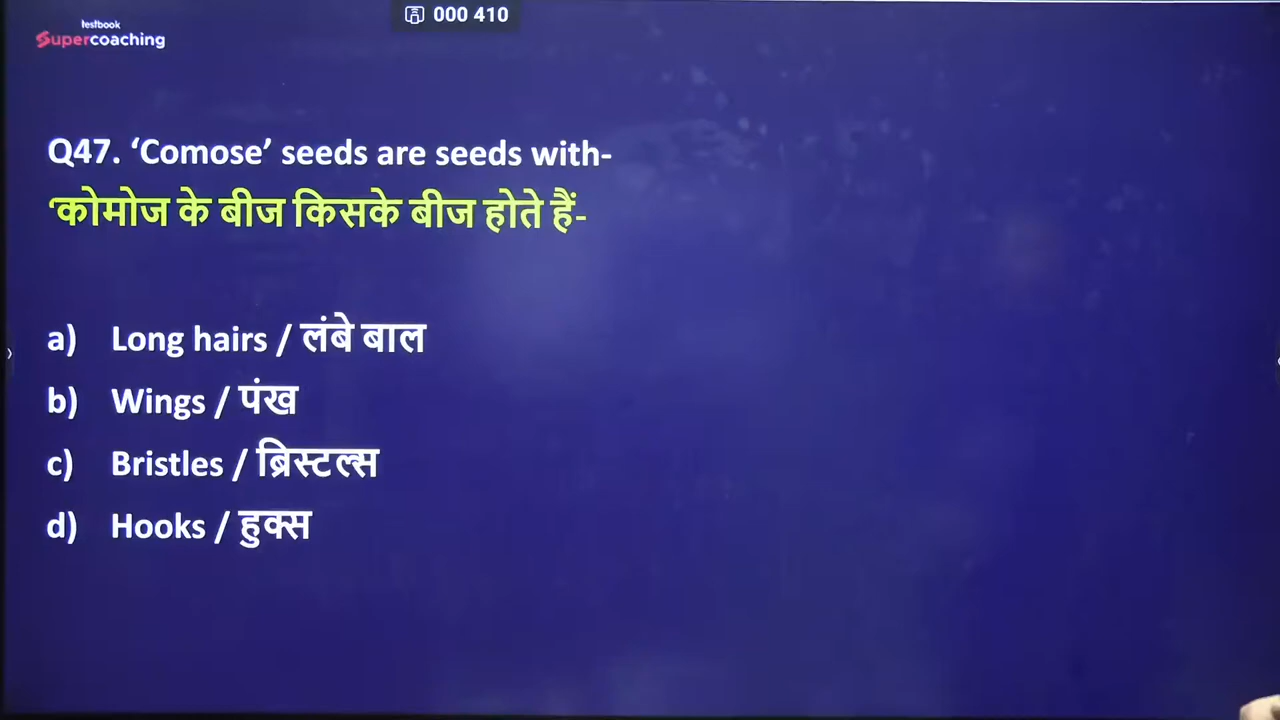 testbook
Supercoaching
000 410
Q47. ‘Comose’ seeds are seeds with-
‘कोमोज के बीज किसके बीज होते हैं-
a) Long hairs / लंबे बाल
b) Wings / पंख
c) Bristles / ब्रिस्टल्स
d) Hooks / हुक्स